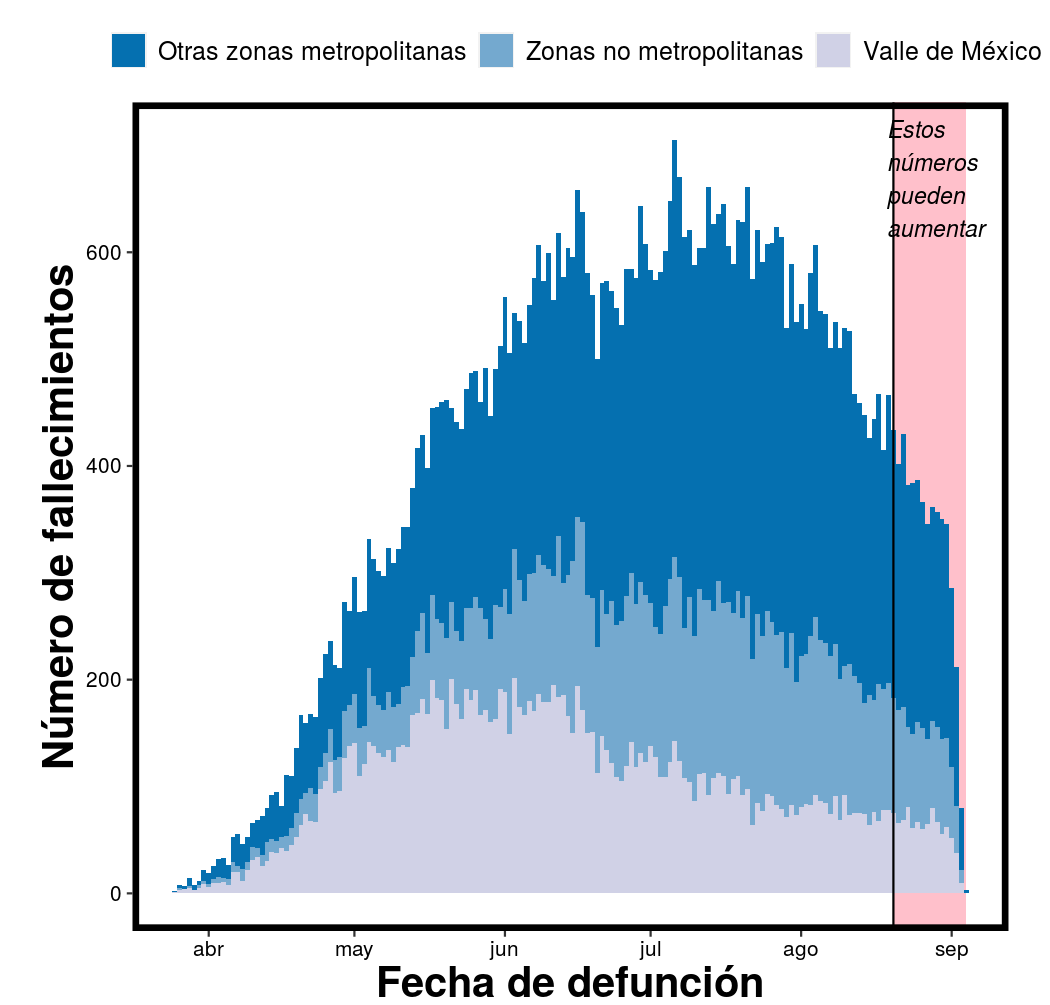 Otras zonas metropolitanas Zonas no metropolitanas Valle de México
Estos
números
pueden
aumentar
Número de fallecimientos
600
400
200
0
abr may jun jul ago sep
Fecha de defunción